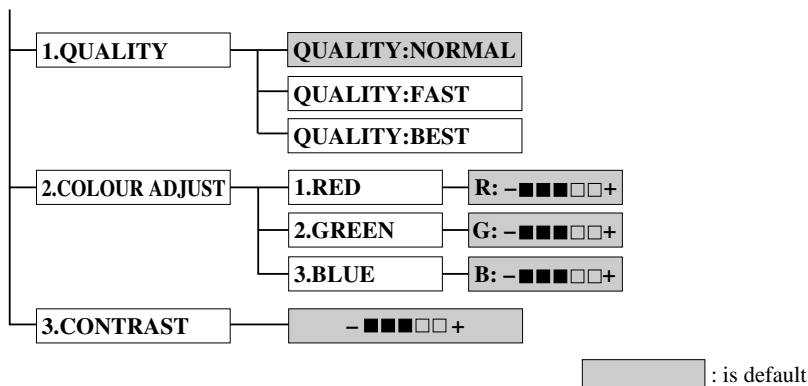 1.QUALITY QUALITY:NORMAL
QUALITY:FAST
QUALITY:BEST
2.COLOUR ADJUST 1.RED R: -■■■□□+
2.GREEN G: -■■■□□+
3.BLUE B: -■■■□□+
3.CONTRAST -■■■□□+
: is default